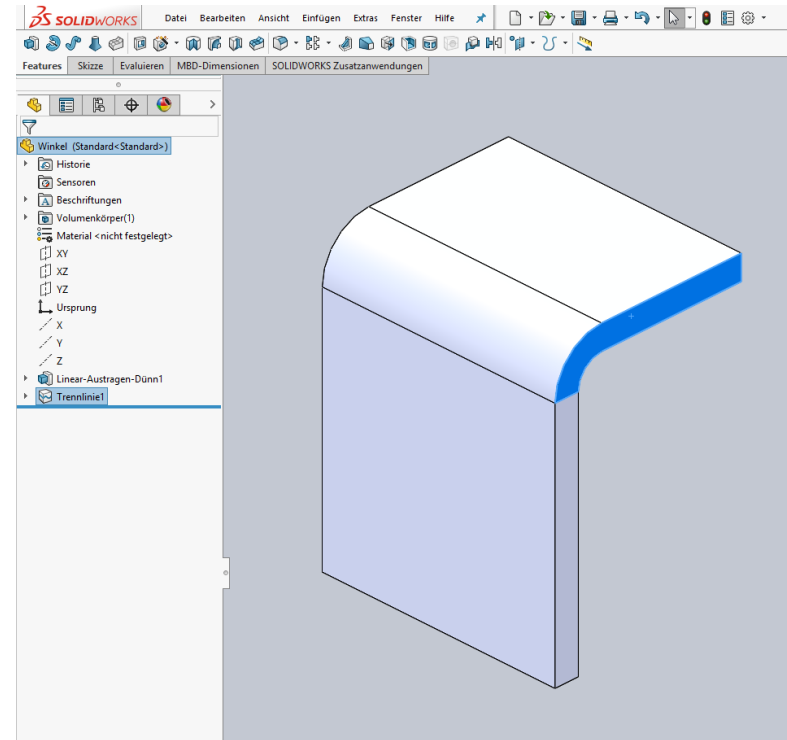 SOLIDWORKS Datei Bearbeiten Ansicht Einfügen Extras Fenster Hilfe
Features Skizze Evaluieren MBD-Dimensionen SOLIDWORKS Zusatzanwendungen
Winkel (Standard<Standard>)
Historie
Sensoren
A Beschriftungen
Volumenkörper(1)
Material <nicht festgelegt>
XY
XZ
YZ
Ursprung
X
Y
Z
Linear-Austragen-Dünn1
Trennlinie1